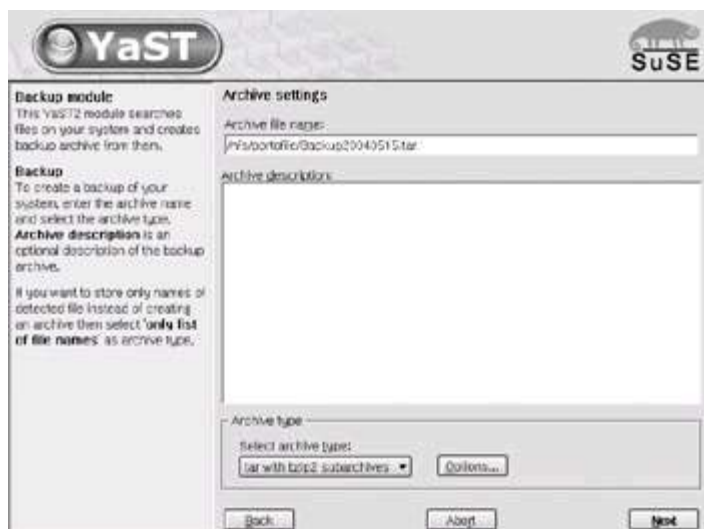 YaST
SuSE
Backup module
This YaST2 module searches
files on your system and creates
backup archive from them.
Backup
To create a backup of your
system, enter the archive name
and select the archive type.
Archive description is an
optional description of the backup
archive.
If you want to store only names of
detected file instead of creating
an archive then select 'only list
of file names' as archive type.
Archive settings
Archive file name:
/nfs/portofile/Backup20040515.tar
Archive description:
Archive type
Select archive type:
tar with bzip2 subarchives
Options...
Back
Abort
Next